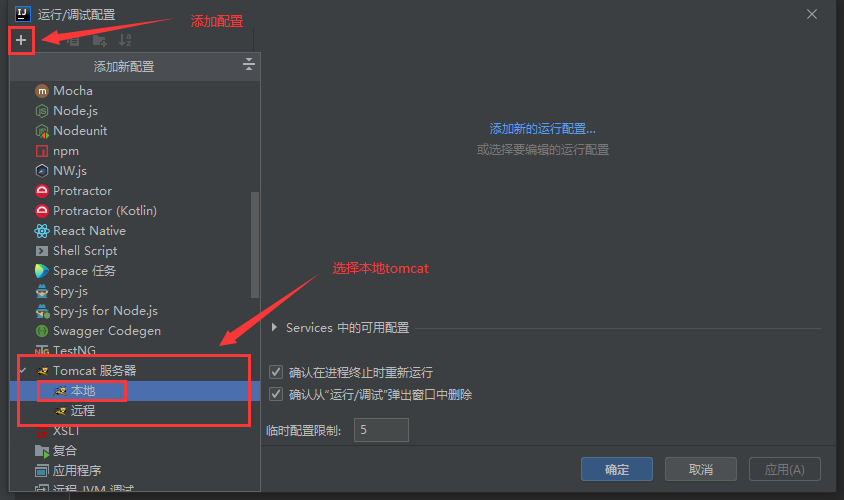 运行/调试配置
添加配置
添加新配置
Mocha
Node.js
Nodeunit
npm
NW.js
Protractor
Protractor (Kotlin)
React Native
Shell Script
Space 任务
Spy-js
Spy-js for Node.js
Swagger Codegen
TestNG
Tomcat 服务器
本地
远程
XSLT
复合
应用程序
远程 JVM 调试
添加新的运行配置...
或选择要编辑的运行配置
选择本地tomcat
Services 中的可用配置
确认在进程终止时重新运行
确认从“运行/调试”弹出窗口中删除
临时配置限制: 5
确定 取消 应用(A)